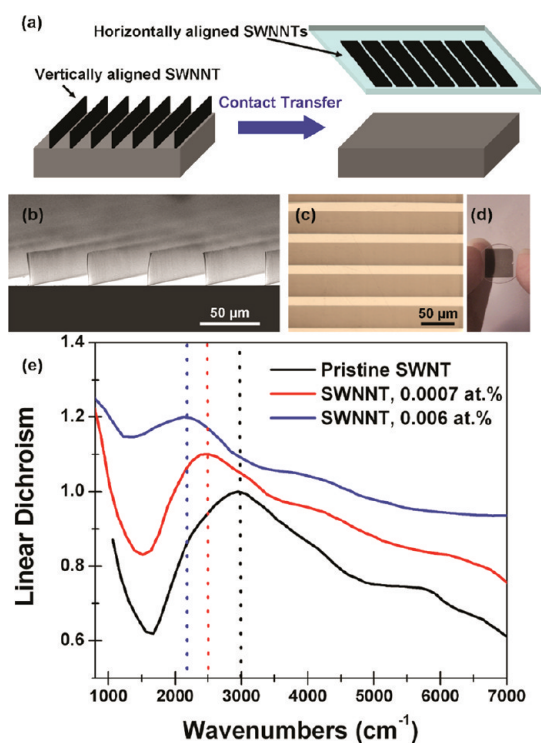 (a)
Horizontally aligned SWNNTs
Vertically aligned SWNNT
Contact Transfer
(b)
50 µm
(c)
50 µm
(d)
(e)
1.4
1.2
1.0
0.8
0.6
Linear Dichroism
Pristine SWNT
SWNNT, 0.0007 at.%
SWNNT, 0.006 at.%
1000 2000 3000 4000 5000 6000 7000
Wavenumbers (cm⁻¹)